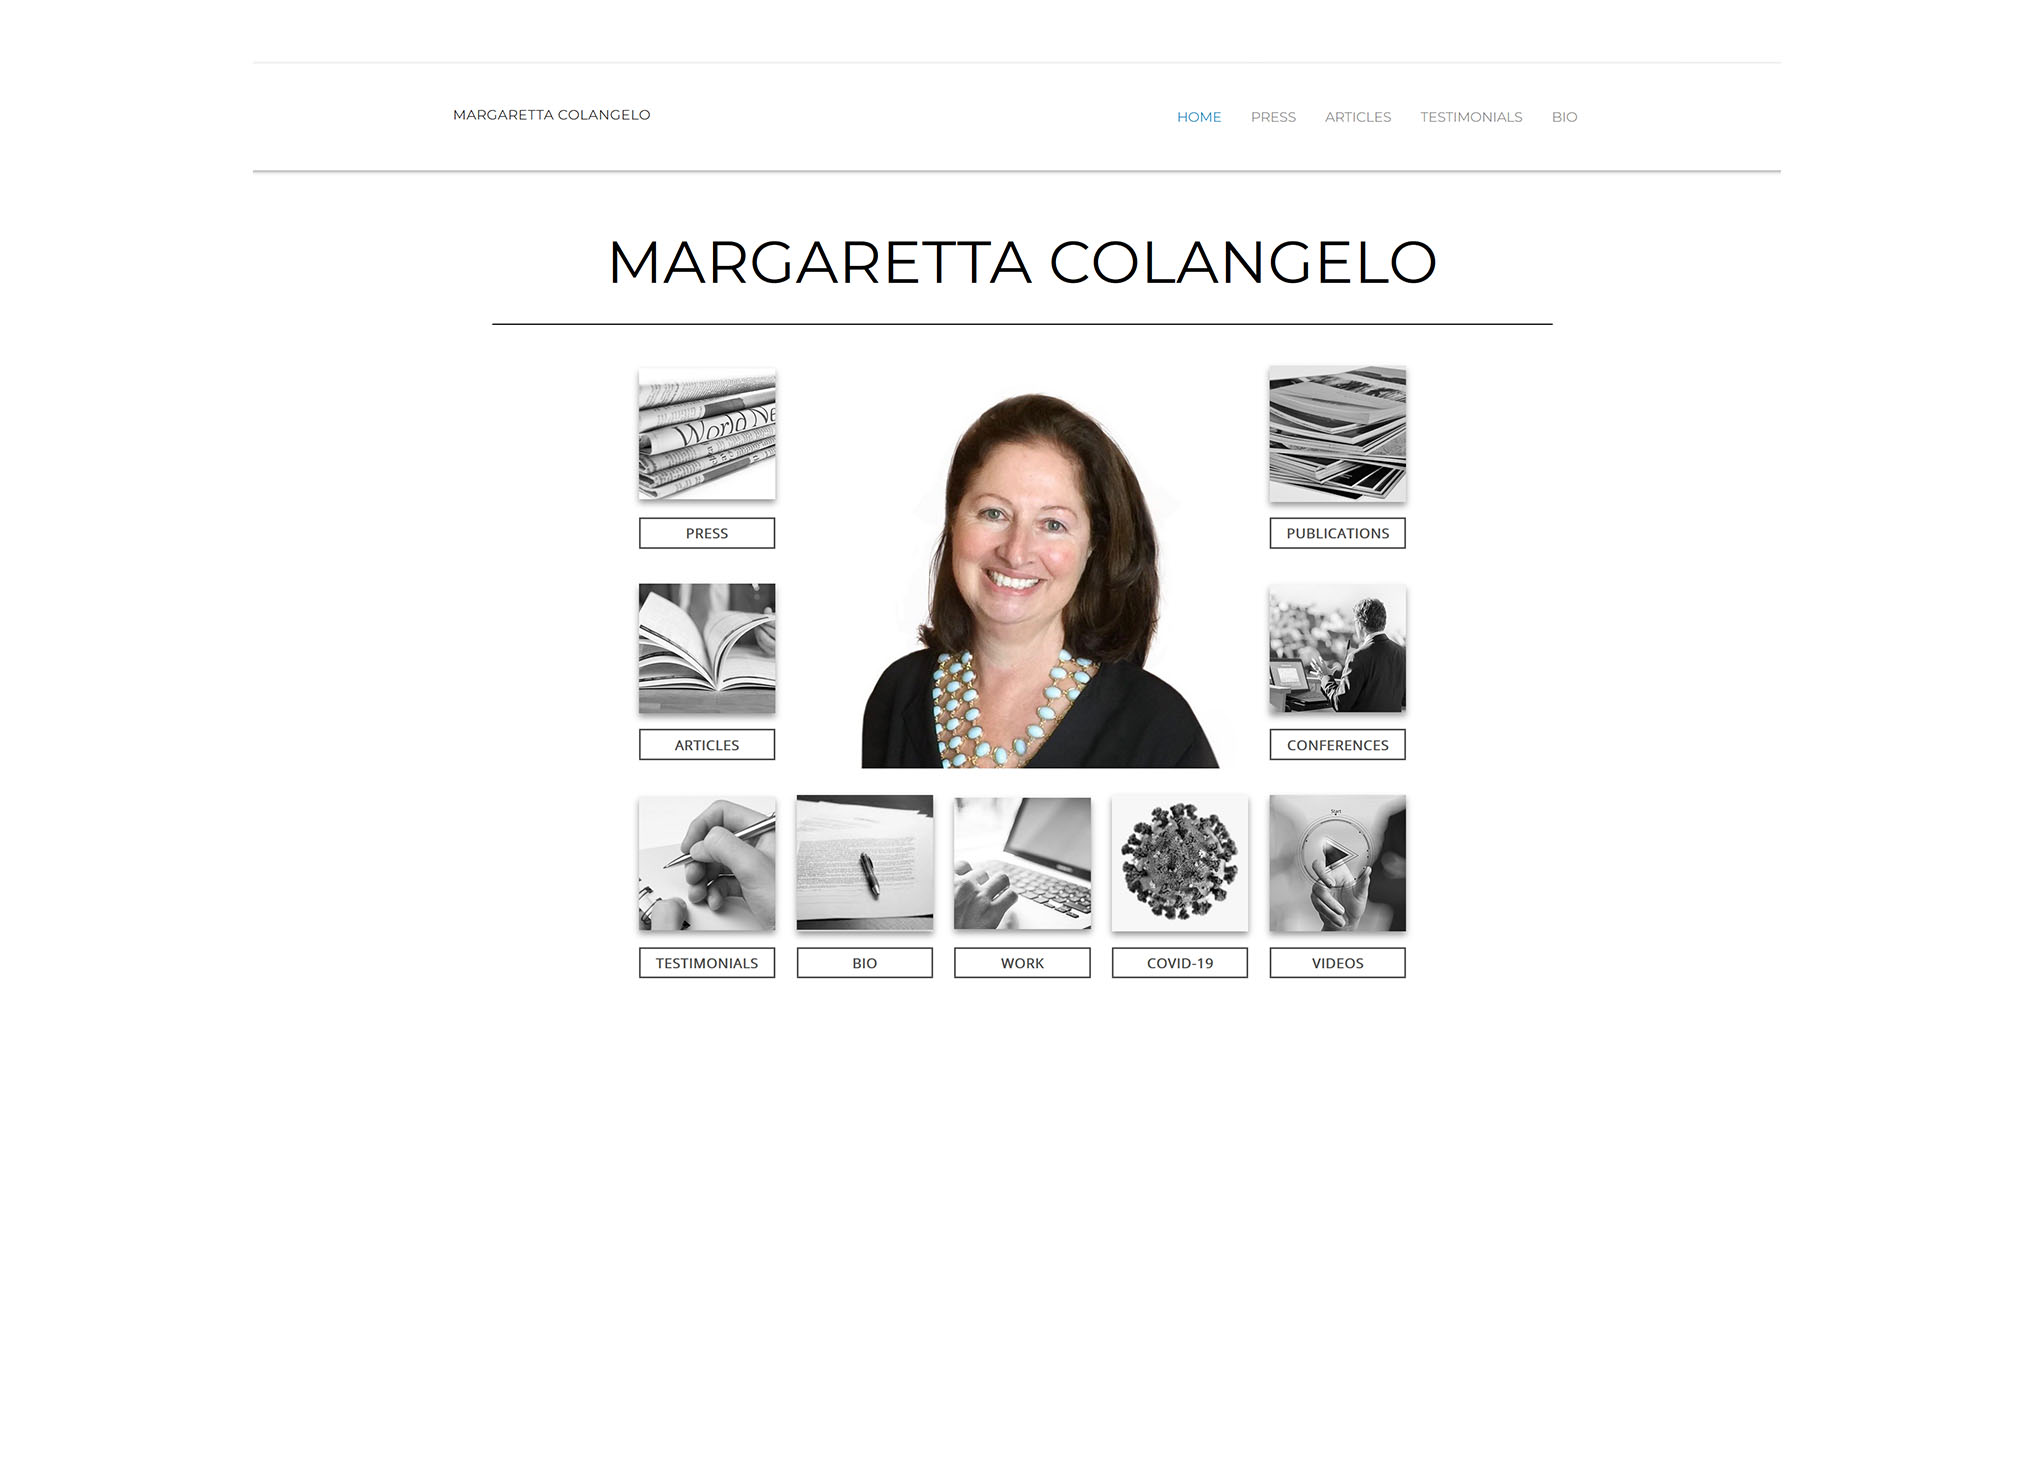 MARGARETTA COLANGELO
HOME PRESS ARTICLES TESTIMONIALS BIO
MARGARETTA COLANGELO
World Ne
PRESS
PUBLICATIONS
ARTICLES
CONFERENCES
Start
TESTIMONIALS
BIO
WORK
COVID-19
VIDEOS